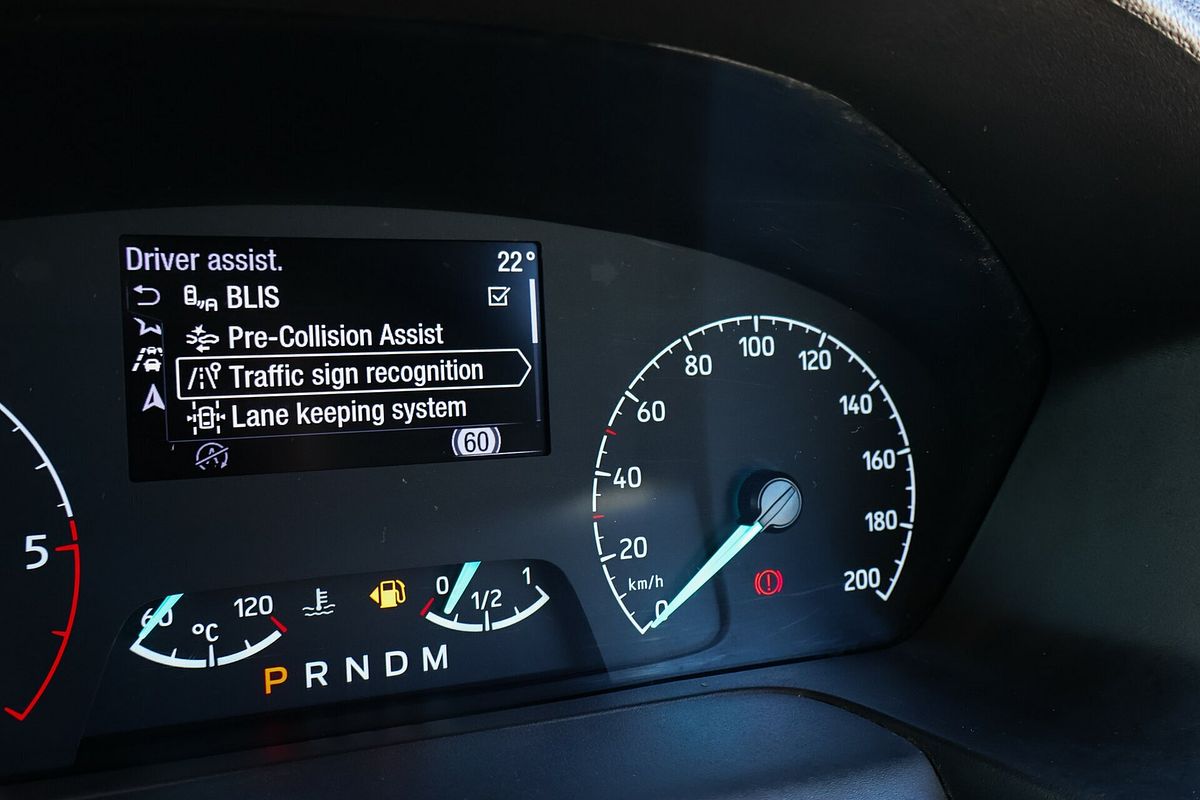 Driver assist. 22°
BLIS
Pre-Collision Assist
Traffic sign recognition
Lane keeping system
60
5
0
20
40
60
80
100
120
140
160
180
200
km/h
60 °C 120
0 1/2 1
P R N D M